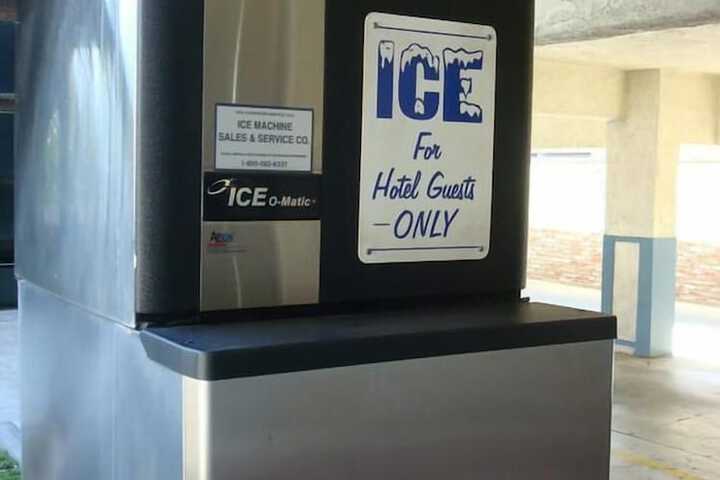 ICE MACHINE
SALES & SERVICE CO.
ICE O-Matic
ICE
For
Hotel Guests
ONLY